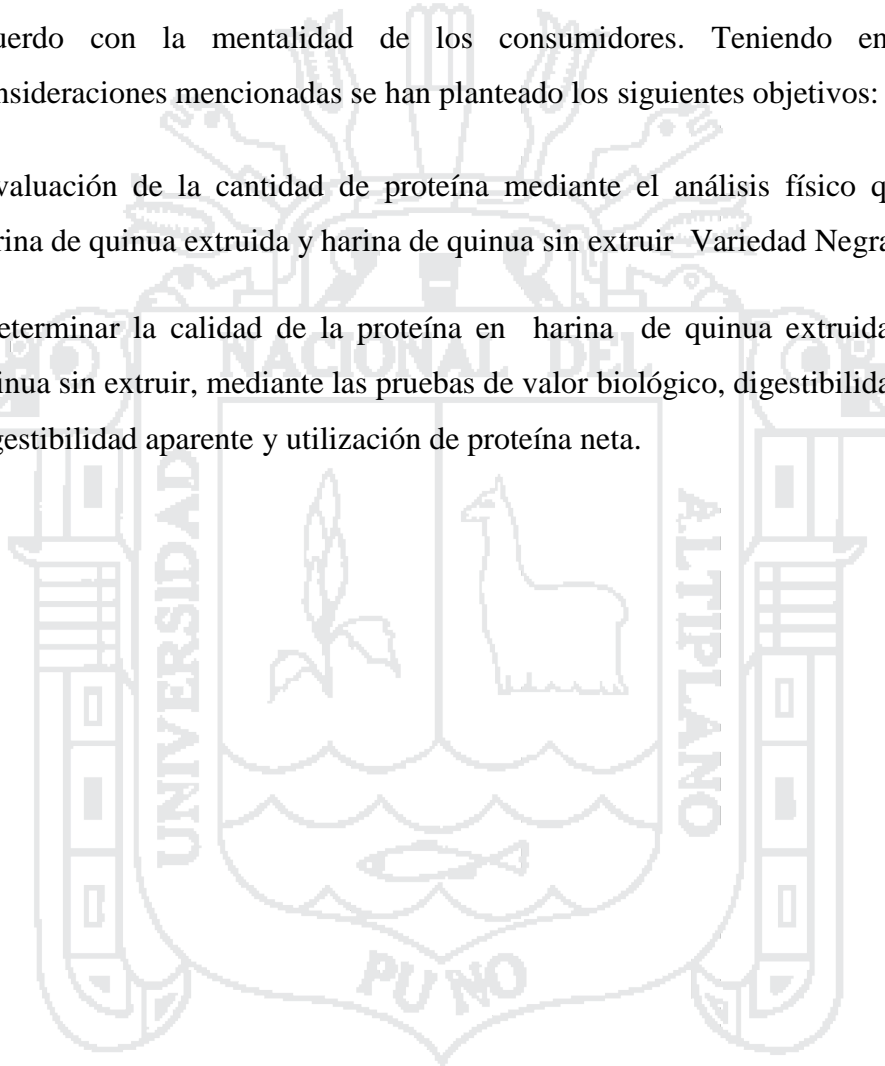 uerdo con la mentalidad de los consumidores. Teniendo en
nsideraciones mencionadas se han planteado los siguientes objetivos:
valuación de la cantidad de proteína mediante el análisis físico q
rina de quinua extruida y harina de quinua sin extruir Variedad Negra
eterminar la calidad de la proteína en harina de quinua extruida
inua sin extruir, mediante las pruebas de valor biológico, digestibilida
gestibilidad aparente y utilización de proteína neta.
NACIONAL DEL
UNIVERSIDAD
ALTIPLANO
PUNO